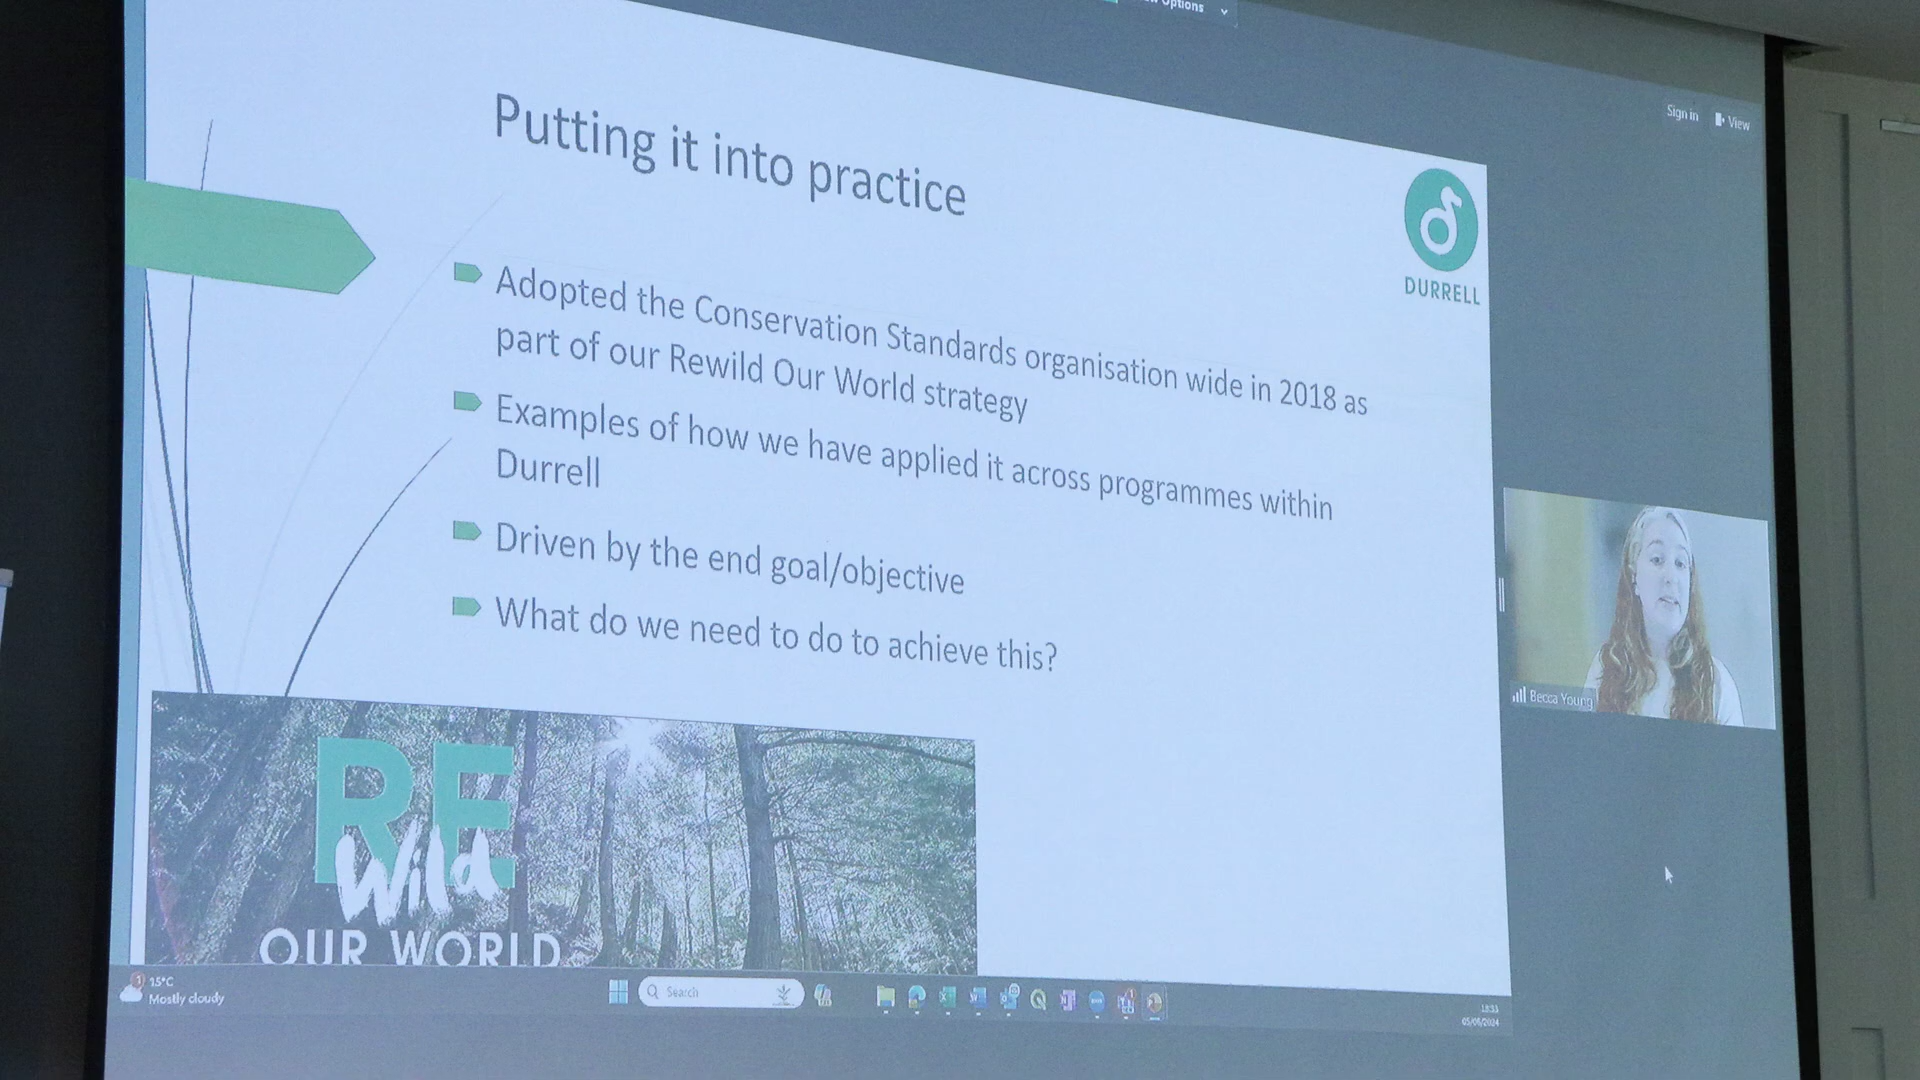 Options
Sign in
View
Putting it into practice
DURRELL
Adopted the Conservation Standards organisation wide in 2018 as
part of our Rewild Our World strategy
Examples of how we have applied it across programmes within
Durrell
Driven by the end goal/objective
What do we need to do to achieve this?
Becca Young
RE
Wild
OUR WORLD
15°C
Mostly cloudy
Search